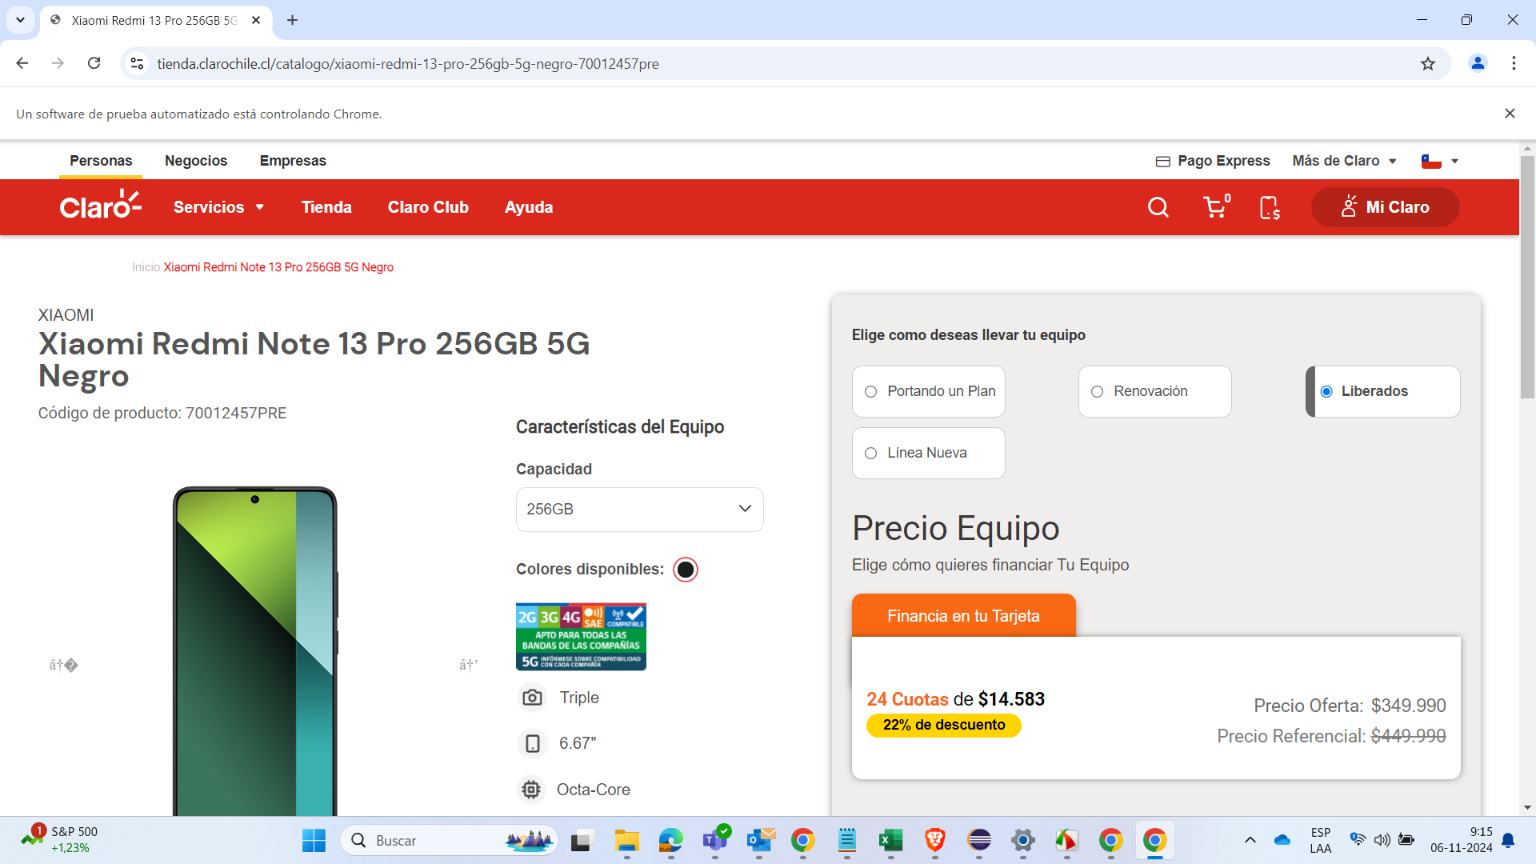 Xiaomi Redmi 13 Pro 256GB 5G
tienda.clarochile.cl/catalogo/xiaomi-redmi-13-pro-256gb-5g-negro-70012457pre
Un software de prueba automatizado está controlando Chrome.
Personas Negocios Empresas Pago Express Más de Claro
Claro Servicios Tienda Claro Club Ayuda 0 Mi Claro
Inicio Xiaomi Redmi Note 13 Pro 256GB 5G Negro
XIAOMI
Xiaomi Redmi Note 13 Pro 256GB 5G
Negro
Código de producto: 70012457PRE
â†�
â†’
Características del Equipo
Capacidad
256GB
Colores disponibles:
2G 3G 4G SAE COMPATIBLE
APTO PARA TODAS LAS
BANDAS DE LAS COMPAÑÍAS
5G INFÓRMESE SOBRE COMPATIBILIDAD
CON CADA COMPAÑÍA
Triple
6.67"
Octa-Core
Elige como deseas llevar tu equipo
Portando un Plan Renovación Liberados
Línea Nueva
Precio Equipo
Elige cómo quieres financiar Tu Equipo
Financia en tu Tarjeta
24 Cuotas de $14.583
22% de descuento
Precio Oferta: $349.990
Precio Referencial: $449.990
1 S&P 500
+1,23%
Buscar
ESP
LAA
9:15
06-11-2024